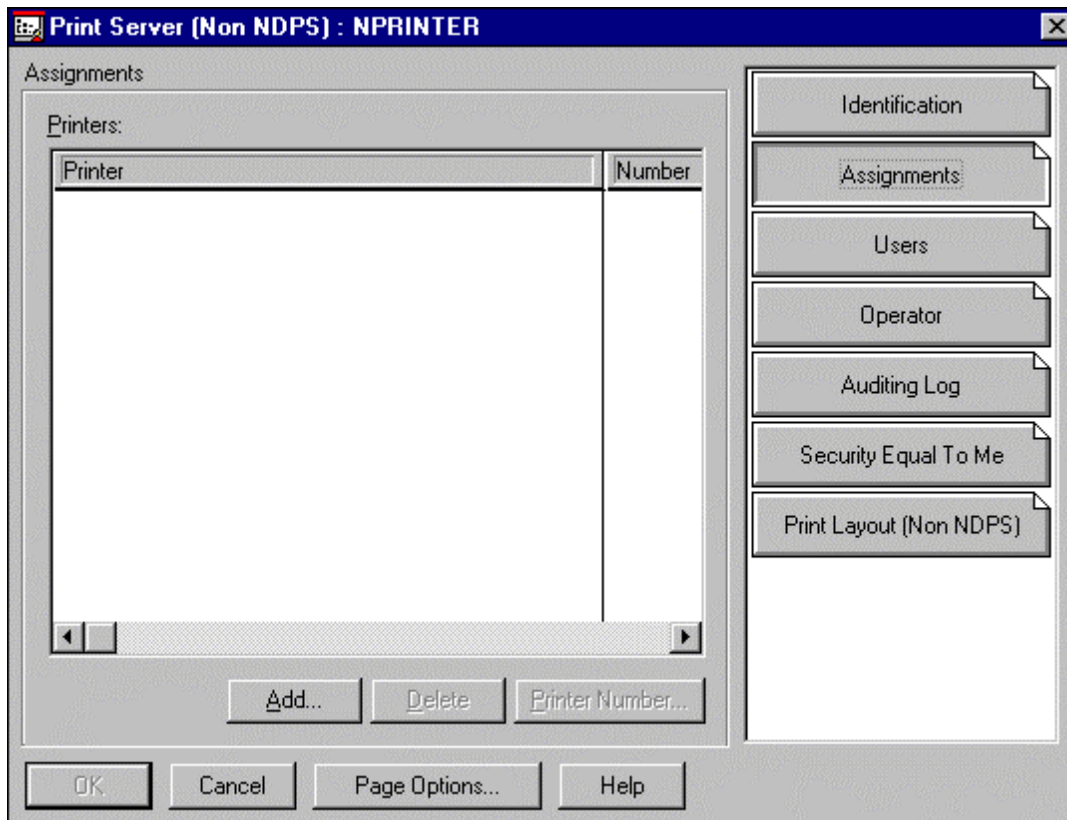 Print Server (Non NDPS) : NPRINTER
Assignments
Printers:
Printer Number
Add... Delete Printer Number...
OK Cancel Page Options... Help
Identification
Assignments
Users
Operator
Auditing Log
Security Equal To Me
Print Layout (Non NDPS)